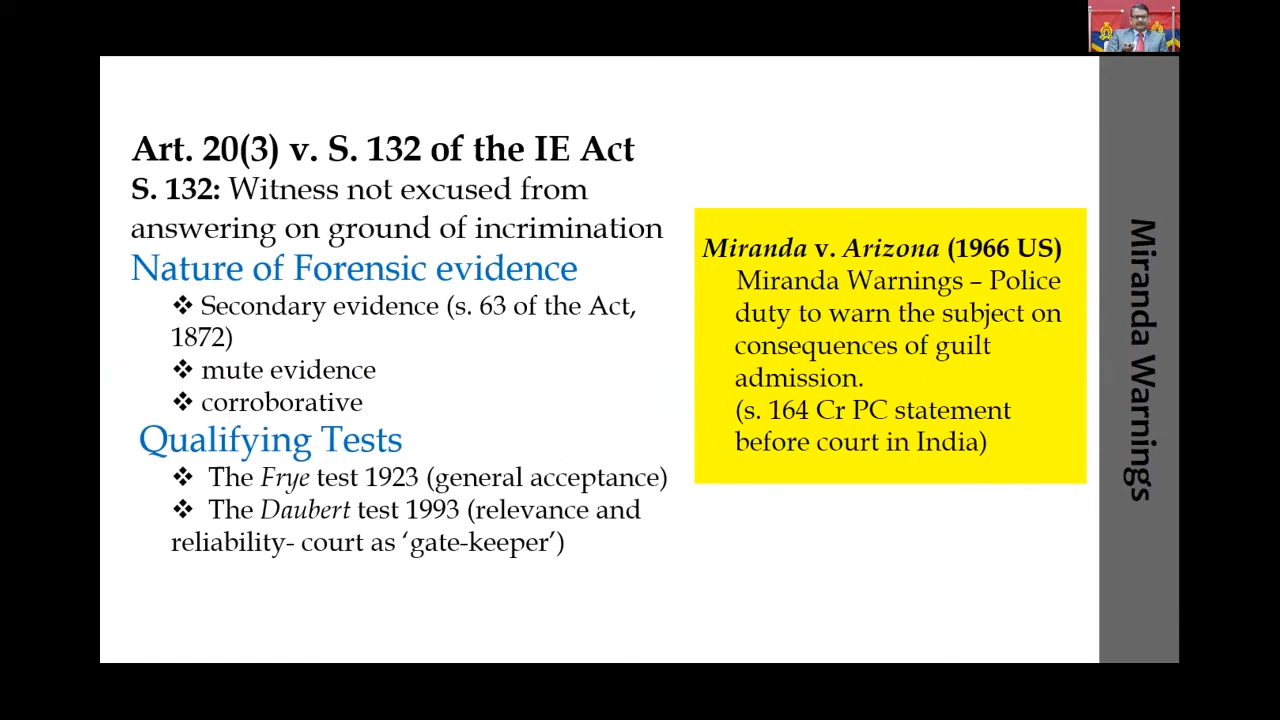 Art. 20(3) v. S. 132 of the IE Act
S. 132: Witness not excused from
answering on ground of incrimination
Nature of Forensic evidence
❖ Secondary evidence (s. 63 of the Act,
1872)
❖ mute evidence
❖ corroborative
Qualifying Tests
❖ The Frye test 1923 (general acceptance)
❖ The Daubert test 1993 (relevance and
reliability- court as ‘gate-keeper’)
Miranda v. Arizona (1966 US)
Miranda Warnings – Police
duty to warn the subject on
consequences of guilt
admission.
(s. 164 Cr PC statement
before court in India)
Miranda Warnings